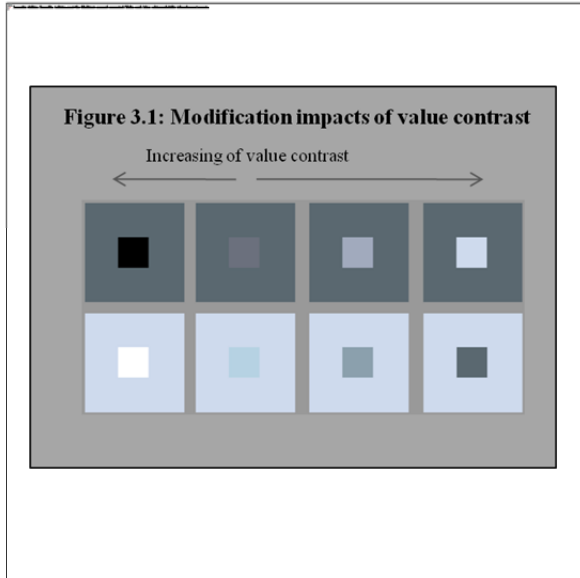 Figure 3.1: Modification impacts of value contrast
Increasing of value contrast